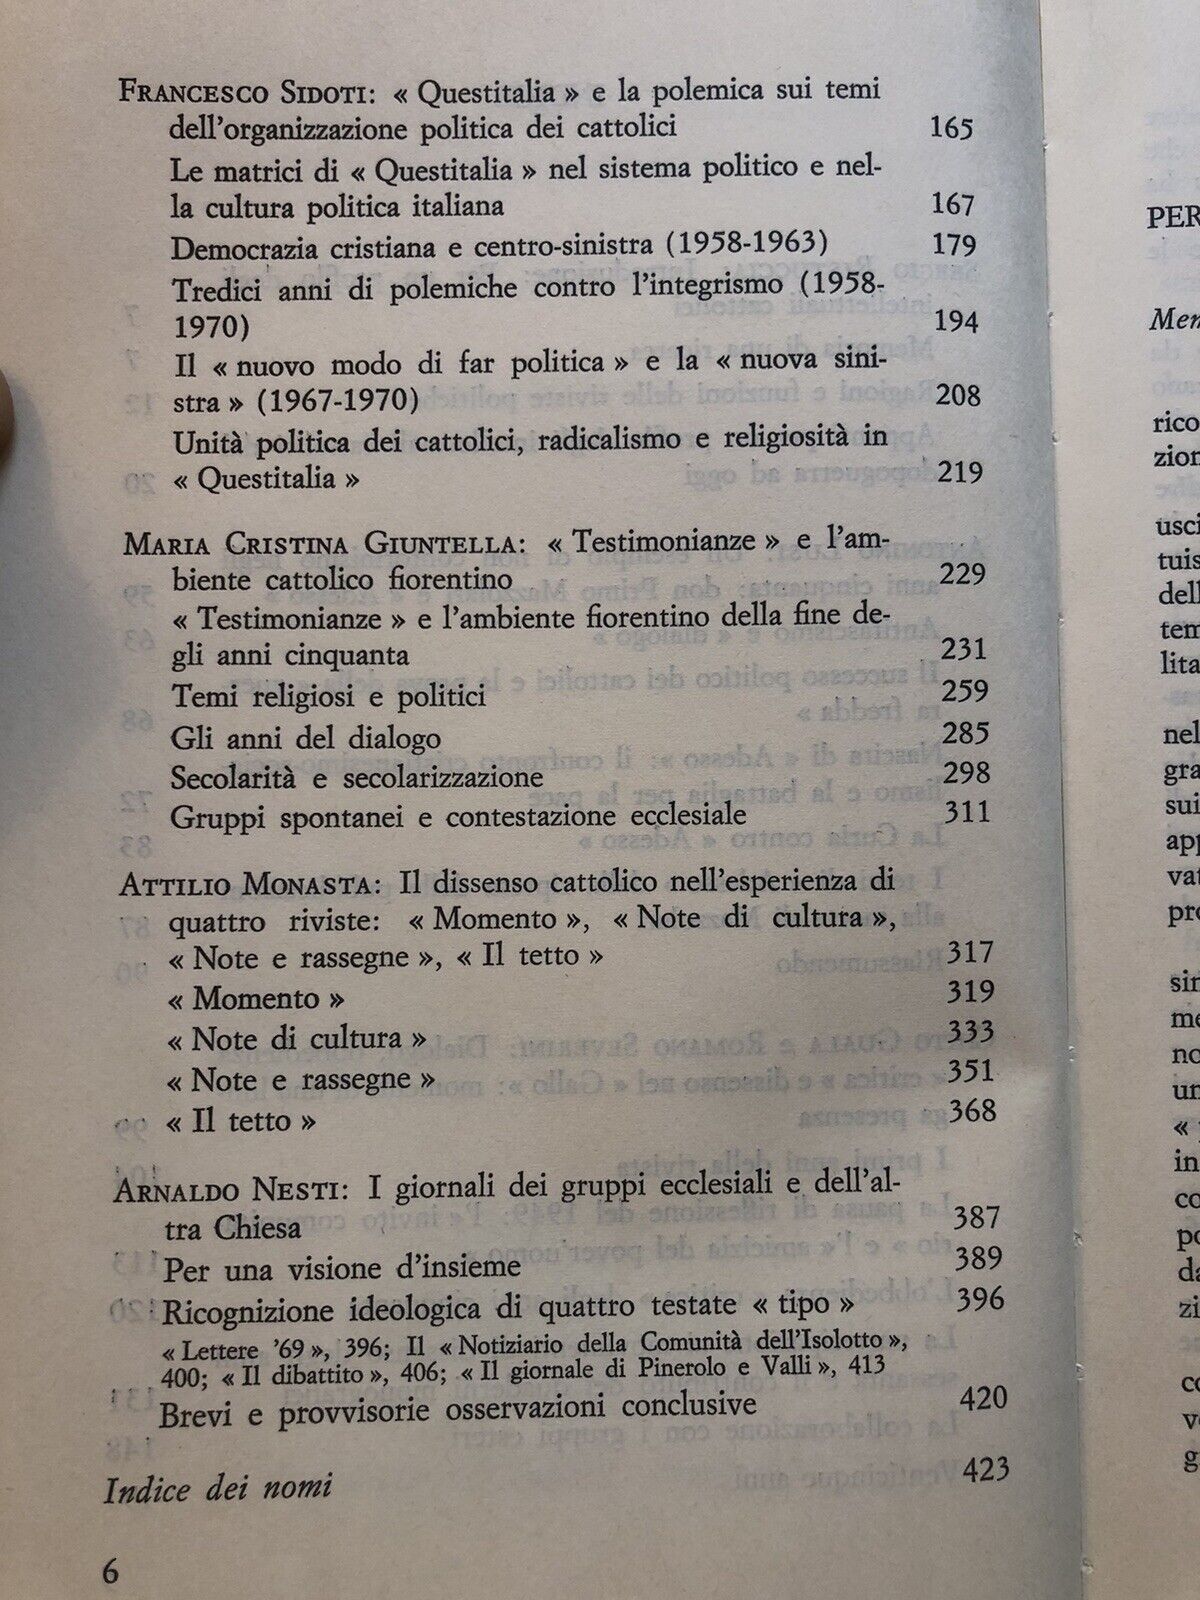 FRANCESCO SIDOTI: « Questitalia » e la polemica sui temi
dell'organizzazione politica dei cattolici 165
Le matrici di « Questitalia » nel sistema politico e nel-
la cultura politica italiana 167
Democrazia cristiana e centro-sinistra (1958-1963) 179
Tredici anni di polemiche contro l'integrismo (1958-
1970) 194
Il « nuovo modo di far politica » e la « nuova sini-
stra » (1967-1970) 208
Unità politica dei cattolici, radicalismo e religiosità in
« Questitalia » 219
MARIA CRISTINA GIUNTELLA: « Testimonianze » e l'am-
biente cattolico fiorentino 229
« Testimonianze » e l'ambiente fiorentino della fine de-
gli anni cinquanta 231
Temi religiosi e politici 259
Gli anni del dialogo 285
Secolarità e secolarizzazione 298
Gruppi spontanei e contestazione ecclesiale 311
ATTILIO MONASTA: Il dissenso cattolico nell'esperienza di
quattro riviste: « Momento », « Note di cultura »,
« Note e rassegne », « Il tetto » 317
« Momento » 319
« Note di cultura » 333
« Note e rassegne » 351
« Il tetto » 368
ARNALDO NESTI: I giornali dei gruppi ecclesiali e dell'al-
tra Chiesa 387
Per una visione d'insieme 389
Ricognizione ideologica di quattro testate « tipo » 396
« Lettere '69 », 396; Il « Notiziario della Comunità dell'Isolotto »,
400; « Il dibattito », 406; « Il giornale di Pinerolo e Valli », 413
Brevi e provvisorie osservazioni conclusive 420
Indice dei nomi 423
6